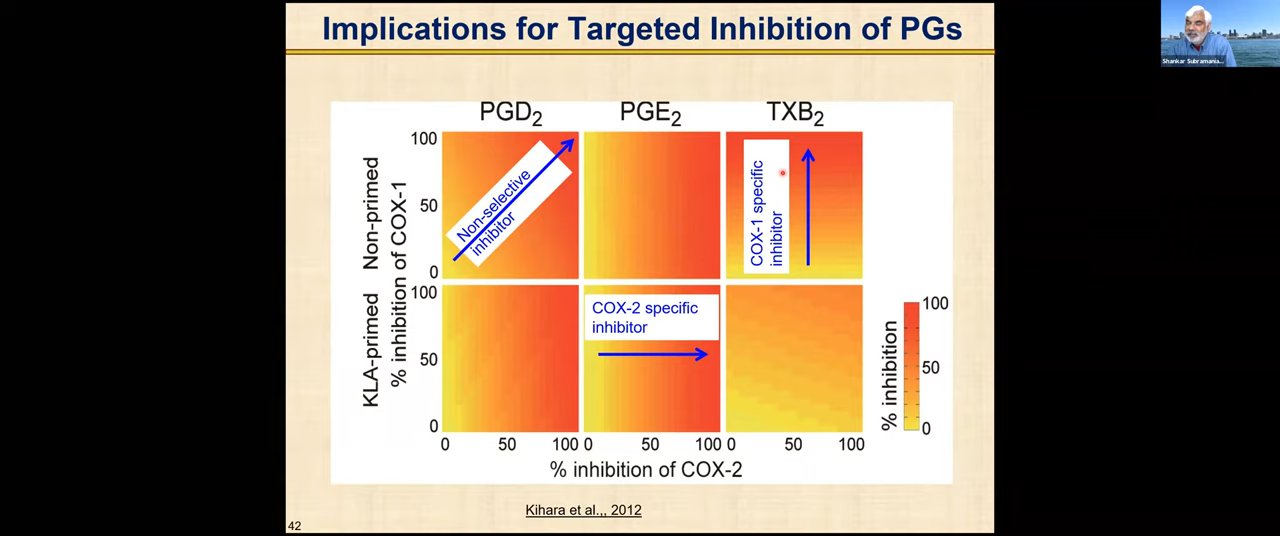 Implications for Targeted Inhibition of PGs
Shankar Subramania...
PGD2
PGE2
TXB2
Non-primed
KLA-primed
% inhibition of COX-1
100
50
0
100
50
0
Non-selective
inhibitor
COX-1 specific
inhibitor
COX-2 specific
inhibitor
0
50
100
0
50
100
0
50
100
% inhibition of COX-2
% inhibition
100
50
0
Kihara et al.,, 2012
42